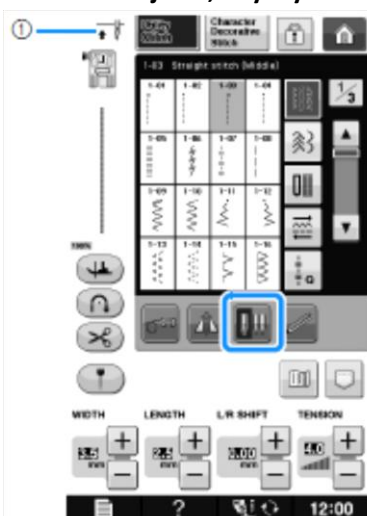 ①
Utility
Stitch
Character
Decorative
Stitch
1-03 Straight stitch (Middle)
1/3
1-01 1-02 1-03 1-04
1-05 1-06 1-07 1-08
1-09 1-10 1-11 1-12
1-13 1-14 1-15 1-16
G
100%
WIDTH LENGTH L/R SHIFT TENSION
3.5 mm + − 2.5 mm + − 0.00 mm + − 4.0 + −
? 12:00